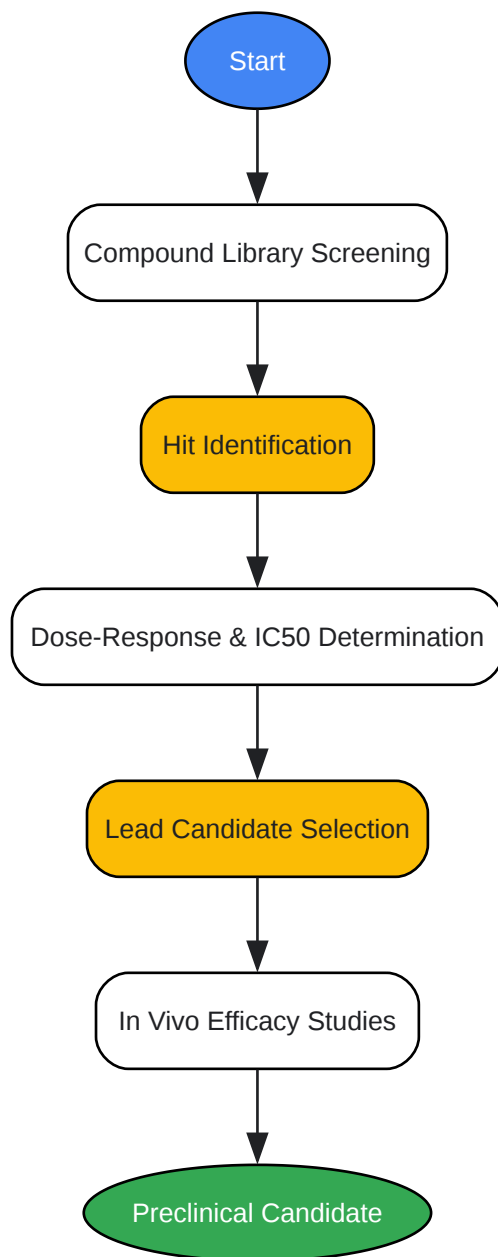 Start
Compound Library Screening
Hit Identification
Dose-Response & IC50 Determination
Lead Candidate Selection
In Vivo Efficacy Studies
Preclinical Candidate